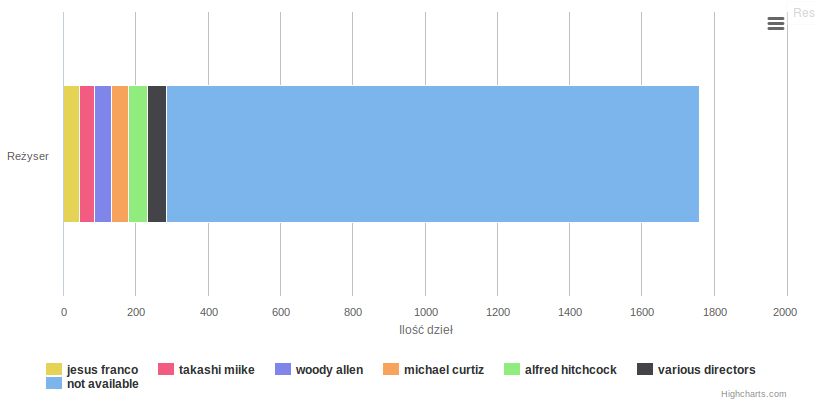 Res
Reżyser
0 200 400 600 800 1000 1200 1400 1600 1800 2000
Ilość dzieł
jesus franco takashi miike woody allen michael curtiz alfred hitchcock various directors
not available
Highcharts.com